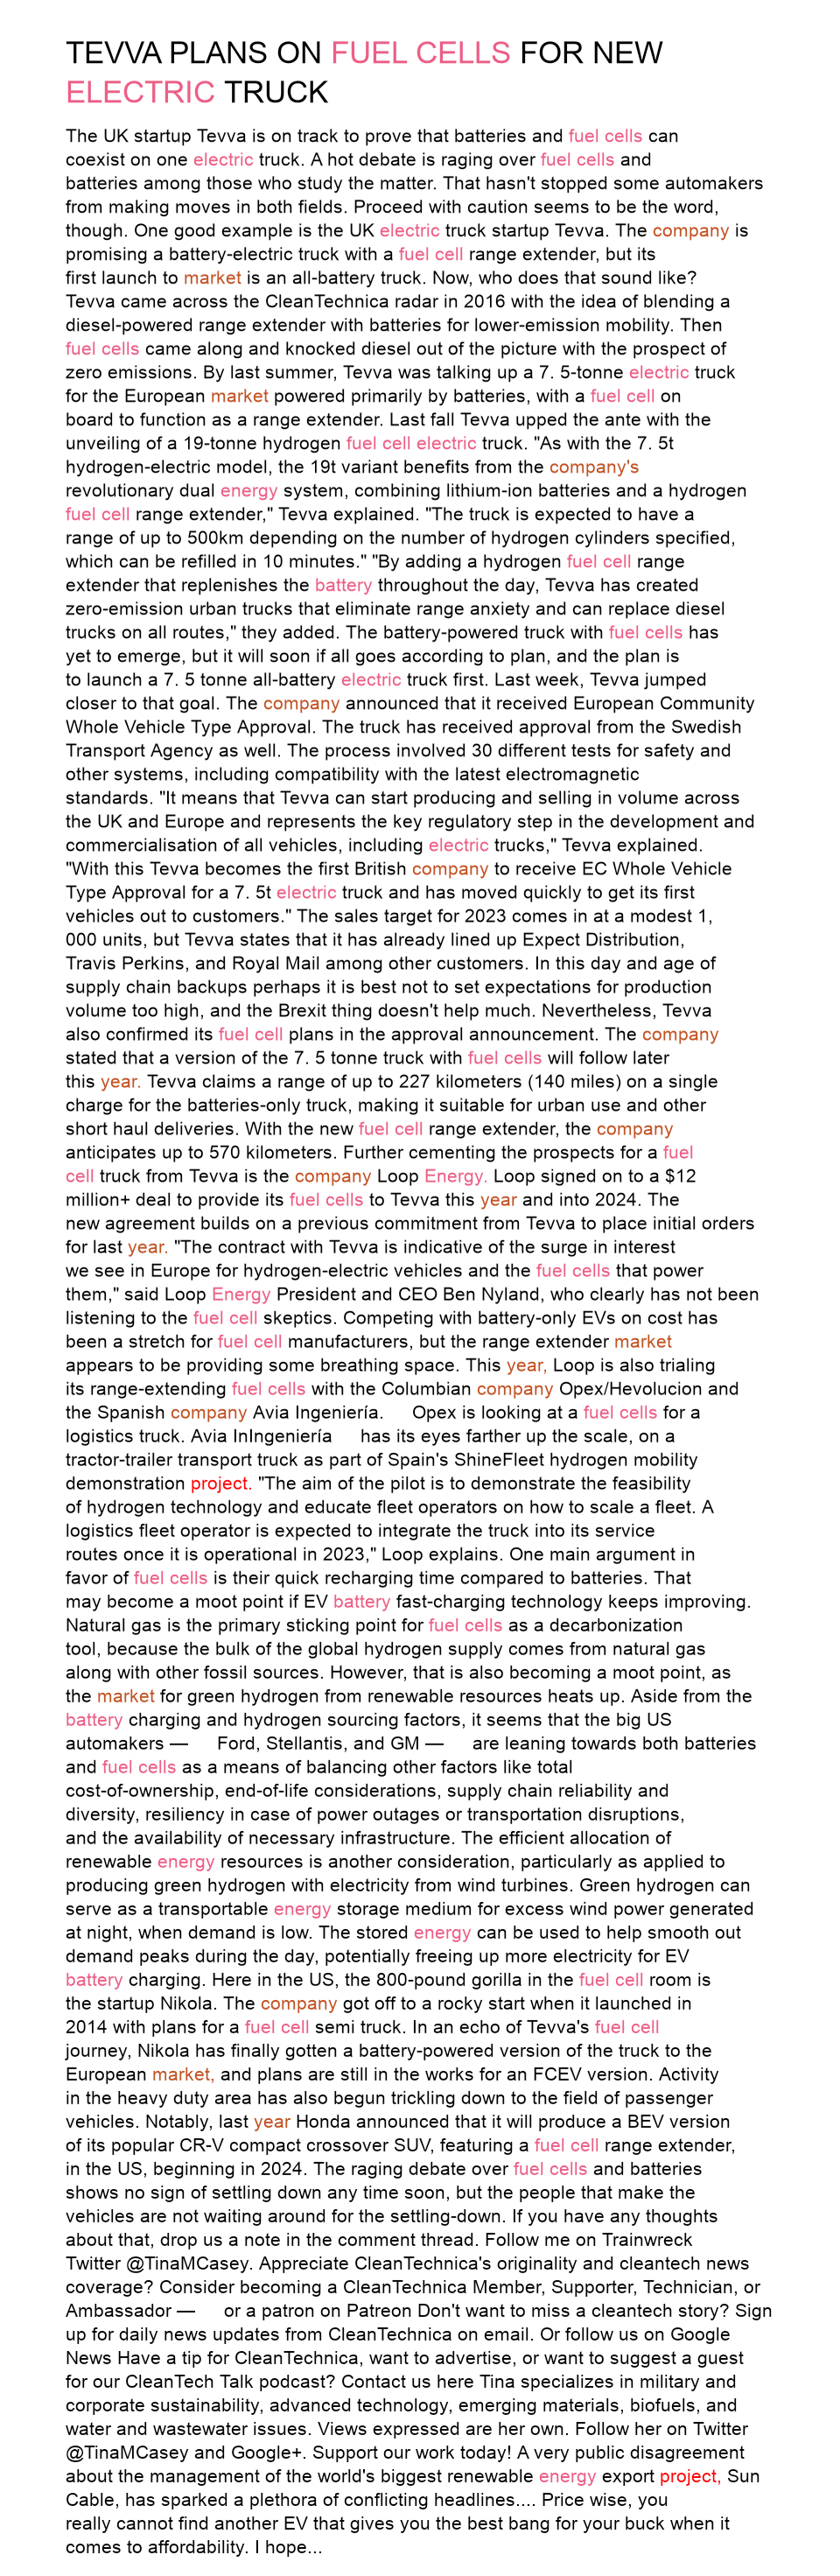 TEVVA PLANS ON FUEL CELLS FOR NEW
ELECTRIC TRUCK
The UK startup Tevva is on track to prove that batteries and fuel cells can
coexist on one electric truck. A hot debate is raging over fuel cells and
batteries among those who study the matter. That hasn't stopped some automakers
from making moves in both fields. Proceed with caution seems to be the word,
though. One good example is the UK electric truck startup Tevva. The company is
promising a battery-electric truck with a fuel cell range extender, but its
first launch to market is an all-battery truck. Now, who does that sound like?
Tevva came across the CleanTechnica radar in 2016 with the idea of blending a
diesel-powered range extender with batteries for lower-emission mobility. Then
fuel cells came along and knocked diesel out of the picture with the prospect of
zero emissions. By last summer, Tevva was talking up a 7. 5-tonne electric truck
for the European market powered primarily by batteries, with a fuel cell on
board to function as a range extender. Last fall Tevva upped the ante with the
unveiling of a 19-tonne hydrogen fuel cell electric truck. "As with the 7. 5t
hydrogen-electric model, the 19t variant benefits from the company's
revolutionary dual energy system, combining lithium-ion batteries and a hydrogen
fuel cell range extender," Tevva explained. "The truck is expected to have a
range of up to 500km depending on the number of hydrogen cylinders specified,
which can be refilled in 10 minutes." "By adding a hydrogen fuel cell range
extender that replenishes the battery throughout the day, Tevva has created
zero-emission urban trucks that eliminate range anxiety and can replace diesel
trucks on all routes," they added. The battery-powered truck with fuel cells has
yet to emerge, but it will soon if all goes according to plan, and the plan is
to launch a 7. 5 tonne all-battery electric truck first. Last week, Tevva jumped
closer to that goal. The company announced that it received European Community
Whole Vehicle Type Approval. The truck has received approval from the Swedish
Transport Agency as well. The process involved 30 different tests for safety and
other systems, including compatibility with the latest electromagnetic
standards. "It means that Tevva can start producing and selling in volume across
the UK and Europe and represents the key regulatory step in the development and
commercialisation of all vehicles, including electric trucks," Tevva explained.
"With this Tevva becomes the first British company to receive EC Whole Vehicle
Type Approval for a 7. 5t electric truck and has moved quickly to get its first
vehicles out to customers." The sales target for 2023 comes in at a modest 1,
000 units, but Tevva states that it has already lined up Expect Distribution,
Travis Perkins, and Royal Mail among other customers. In this day and age of
supply chain backups perhaps it is best not to set expectations for production
volume too high, and the Brexit thing doesn't help much. Nevertheless, Tevva
also confirmed its fuel cell plans in the approval announcement. The company
stated that a version of the 7. 5 tonne truck with fuel cells will follow later
this year. Tevva claims a range of up to 227 kilometers (140 miles) on a single
charge for the batteries-only truck, making it suitable for urban use and other
short haul deliveries. With the new fuel cell range extender, the company
anticipates up to 570 kilometers. Further cementing the prospects for a fuel
cell truck from Tevva is the company Loop Energy. Loop signed on to a $12
million+ deal to provide its fuel cells to Tevva this year and into 2024. The
new agreement builds on a previous commitment from Tevva to place initial orders
for last year. "The contract with Tevva is indicative of the surge in interest
we see in Europe for hydrogen-electric vehicles and the fuel cells that power
them," said Loop Energy President and CEO Ben Nyland, who clearly has not been
listening to the fuel cell skeptics. Competing with battery-only EVs on cost has
been a stretch for fuel cell manufacturers, but the range extender market
appears to be providing some breathing space. This year, Loop is also trialing
its range-extending fuel cells with the Columbian company Opex/Hevolucion and
the Spanish company Avia Ingeniería. Opex is looking at a fuel cells for a
logistics truck. Avia InIngeniería has its eyes farther up the scale, on a
tractor-trailer transport truck as part of Spain's ShineFleet hydrogen mobility
demonstration project. "The aim of the pilot is to demonstrate the feasibility
of hydrogen technology and educate fleet operators on how to scale a fleet. A
logistics fleet operator is expected to integrate the truck into its service
routes once it is operational in 2023," Loop explains. One main argument in
favor of fuel cells is their quick recharging time compared to batteries. That
may become a moot point if EV battery fast-charging technology keeps improving.
Natural gas is the primary sticking point for fuel cells as a decarbonization
tool, because the bulk of the global hydrogen supply comes from natural gas
along with other fossil sources. However, that is also becoming a moot point, as
the market for green hydrogen from renewable resources heats up. Aside from the
battery charging and hydrogen sourcing factors, it seems that the big US
automakers — Ford, Stellantis, and GM — are leaning towards both batteries
and fuel cells as a means of balancing other factors like total
cost-of-ownership, end-of-life considerations, supply chain reliability and
diversity, resiliency in case of power outages or transportation disruptions,
and the availability of necessary infrastructure. The efficient allocation of
renewable energy resources is another consideration, particularly as applied to
producing green hydrogen with electricity from wind turbines. Green hydrogen can
serve as a transportable energy storage medium for excess wind power generated
at night, when demand is low. The stored energy can be used to help smooth out
demand peaks during the day, potentially freeing up more electricity for EV
battery charging. Here in the US, the 800-pound gorilla in the fuel cell room is
the startup Nikola. The company got off to a rocky start when it launched in
2014 with plans for a fuel cell semi truck. In an echo of Tevva's fuel cell
journey, Nikola has finally gotten a battery-powered version of the truck to the
European market, and plans are still in the works for an FCEV version. Activity
in the heavy duty area has also begun trickling down to the field of passenger
vehicles. Notably, last year Honda announced that it will produce a BEV version
of its popular CR-V compact crossover SUV, featuring a fuel cell range extender,
in the US, beginning in 2024. The raging debate over fuel cells and batteries
shows no sign of settling down any time soon, but the people that make the
vehicles are not waiting around for the settling-down. If you have any thoughts
about that, drop us a note in the comment thread. Follow me on Trainwreck
Twitter @TinaMCasey. Appreciate CleanTechnica's originality and cleantech news
coverage? Consider becoming a CleanTechnica Member, Supporter, Technician, or
Ambassador — or a patron on Patreon Don't want to miss a cleantech story? Sign
up for daily news updates from CleanTechnica on email. Or follow us on Google
News Have a tip for CleanTechnica, want to advertise, or want to suggest a guest
for our CleanTech Talk podcast? Contact us here Tina specializes in military and
corporate sustainability, advanced technology, emerging materials, biofuels, and
water and wastewater issues. Views expressed are her own. Follow her on Twitter
@TinaMCasey and Google+. Support our work today! A very public disagreement
about the management of the world's biggest renewable energy export project, Sun
Cable, has sparked a plethora of conflicting headlines.... Price wise, you
really cannot find another EV that gives you the best bang for your buck when it
comes to affordability. I hope...